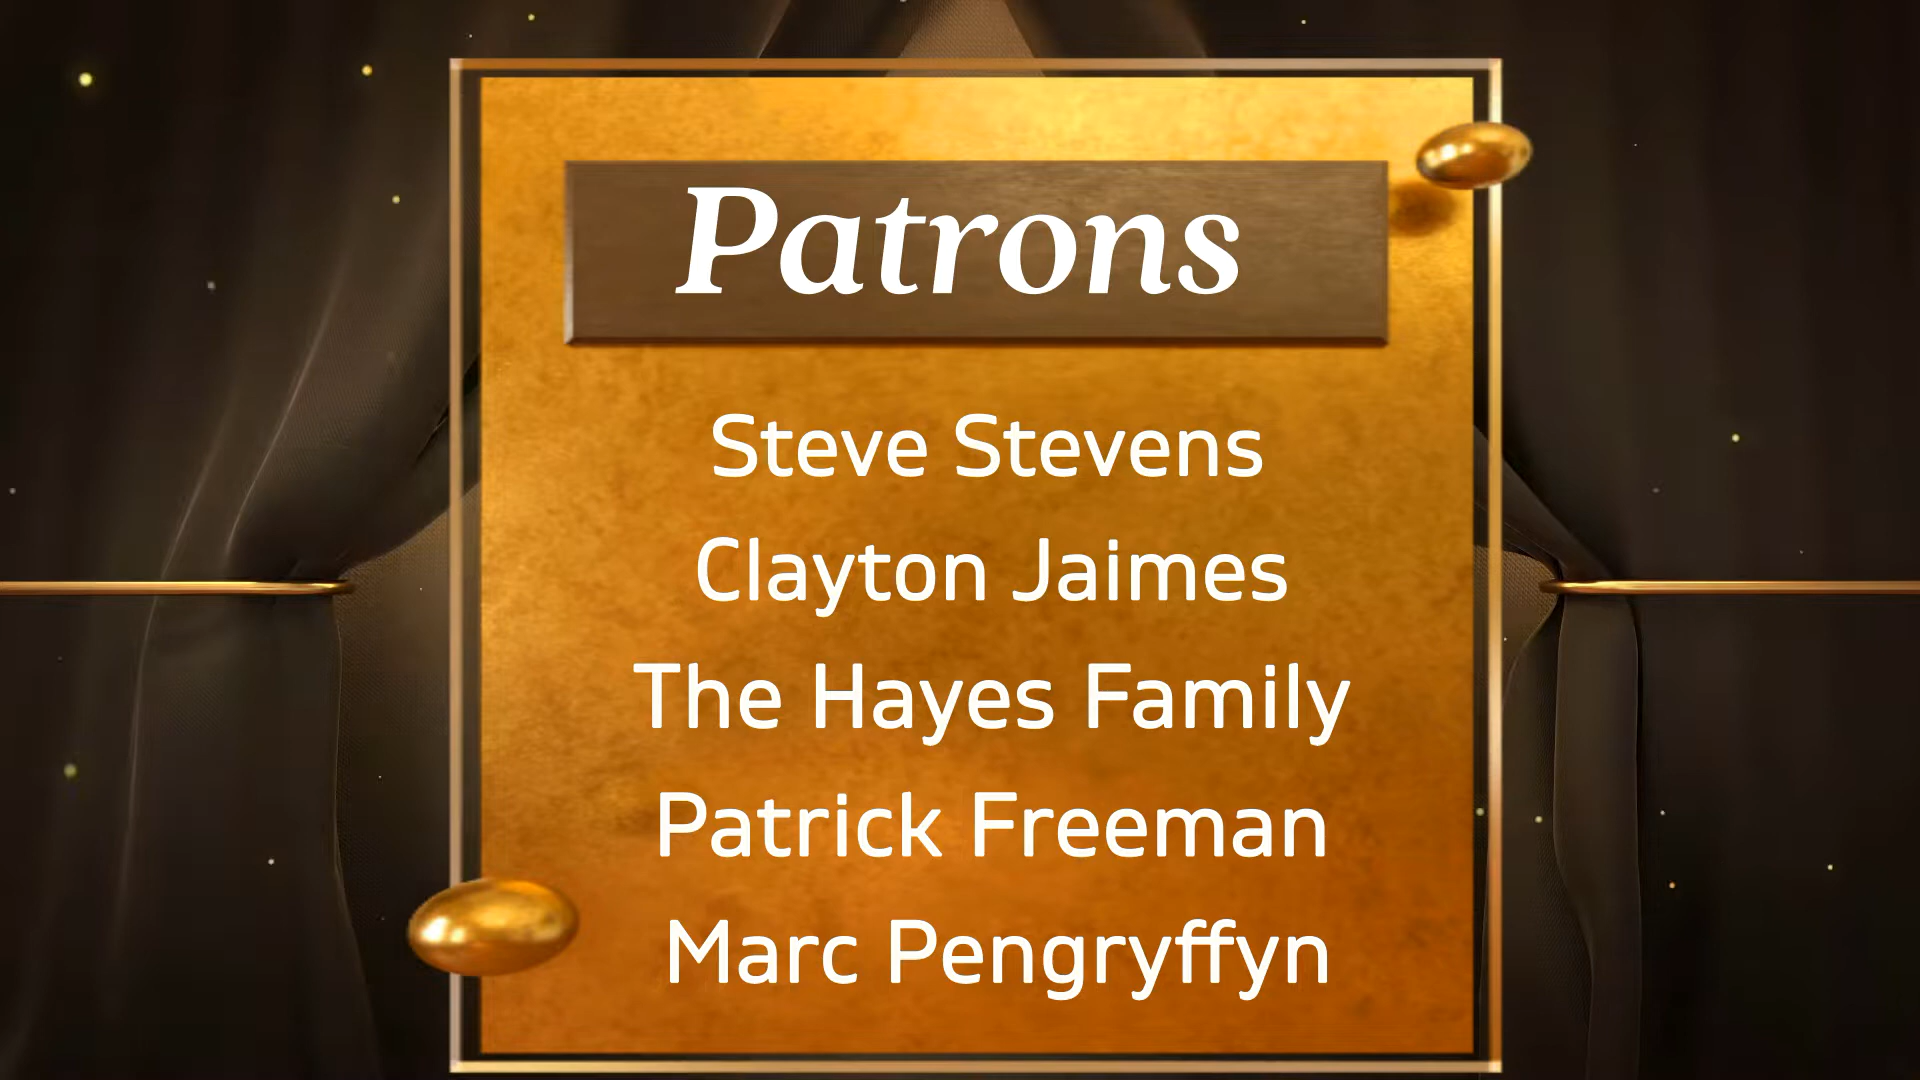 Patrons
Steve Stevens
Clayton Jaimes
The Hayes Family
Patrick Freeman
Marc Pengryffyn